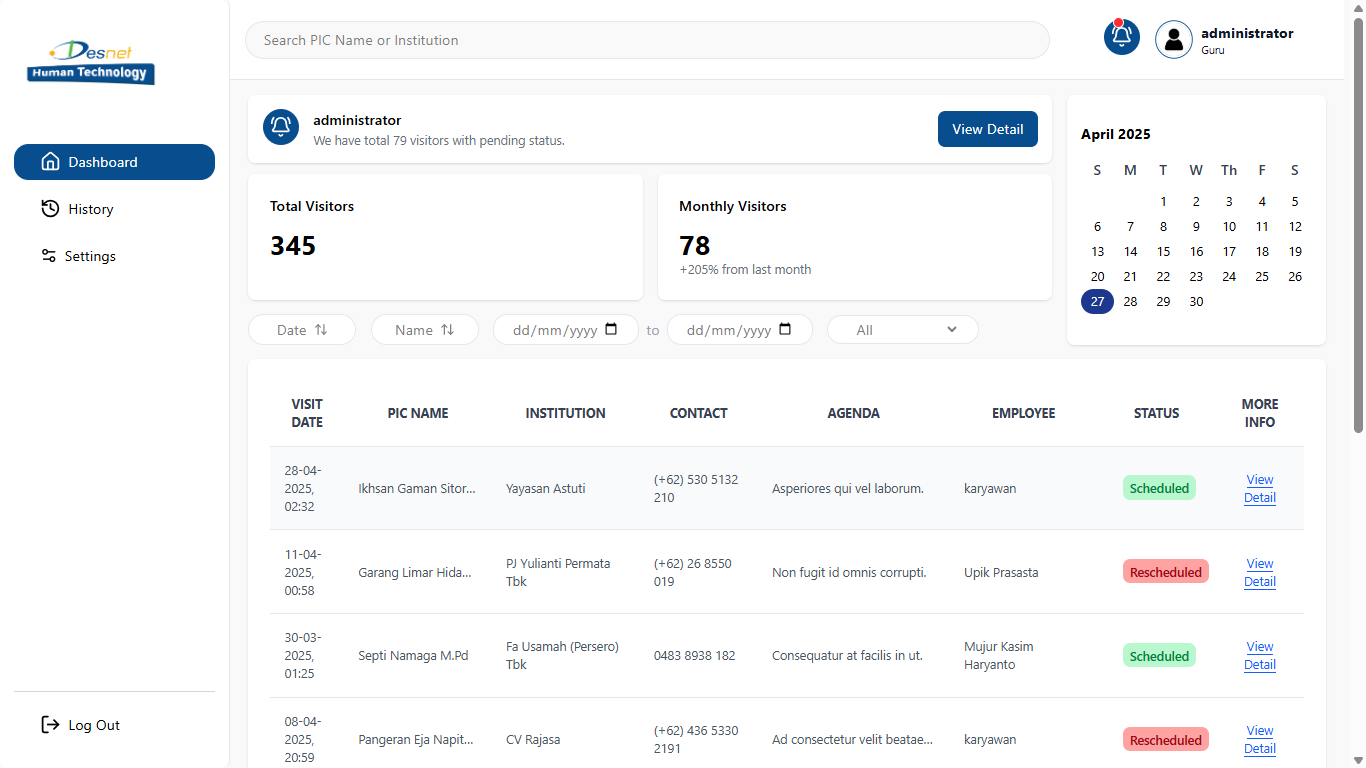 Desnet
Human Technology
Dashboard
History
Settings
Log Out
Search PIC Name or Institution
administrator
Guru
administrator
We have total 79 visitors with pending status.
View Detail
Total Visitors
345
Monthly Visitors
78
+205% from last month
April 2025
S M T W Th F S
1 2 3 4 5
6 7 8 9 10 11 12
13 14 15 16 17 18 19
20 21 22 23 24 25 26
27 28 29 30
Date Name dd/mm/yyyy to dd/mm/yyyy All
VISIT DATE PIC NAME INSTITUTION CONTACT AGENDA EMPLOYEE STATUS MORE INFO
28-04-2025, 02:32 Ikhsan Gaman Sitor... Yayasan Astuti (+62) 530 5132 210 Asperiores qui vel laborum. karyawan Scheduled View Detail
11-04-2025, 00:58 Garang Limar Hida... PJ Yulianti Permata Tbk (+62) 26 8550 019 Non fugit id omnis corrupti. Upik Prasasta Rescheduled View Detail
30-03-2025, 01:25 Septi Namaga M.Pd Fa Usamah (Persero) Tbk 0483 8938 182 Consequatur at facilis in ut. Mujur Kasim Haryanto Scheduled View Detail
08-04-2025, 20:59 Pangeran Eja Napit... CV Rajasa (+62) 436 5330 2191 Ad consectetur velit beatae... karyawan Rescheduled View Detail